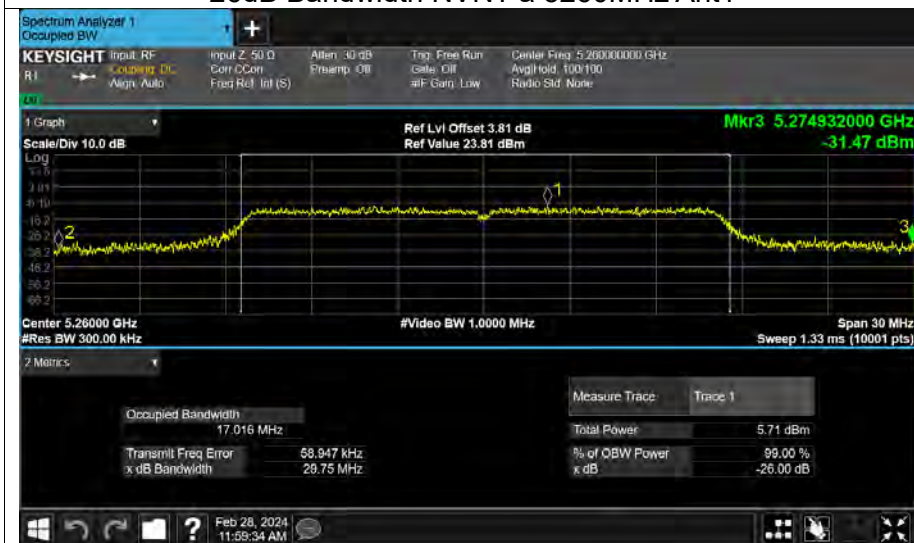 Spectrum Analyzer 1
Occupied BW
KEYSIGHT Input: RF
Coupling: DC
Align: Auto
Input Z: 50 Ω
Corr CCorr
Freq Ref: Int (S)
Atten: 30 dB
Preamp: Off
Trig: Free Run
Gate: Off
#IF Gain: Low
Center Freq: 5.260000000 GHz
Avg|Hold: 100/100
Radio Std: None
1 Graph
Scale/Div 10.0 dB
Log
Ref Lvl Offset 3.81 dB
Ref Value 23.81 dBm
Mkr3 5.274932000 GHz
-31.47 dBm
1
2
3
Center 5.26000 GHz
#Res BW 300.00 kHz
#Video BW 1.0000 MHz
Span 30 MHz
Sweep 1.33 ms (10001 pts)
2 Metrics
Measure Trace Trace 1
Occupied Bandwidth
17.016 MHz
Total Power 5.71 dBm
Transmit Freq Error 58.947 kHz
% of OBW Power 99.00 %
x dB Bandwidth 29.75 MHz
x dB -26.00 dB
? Feb 28, 2024
11:59:34 AM